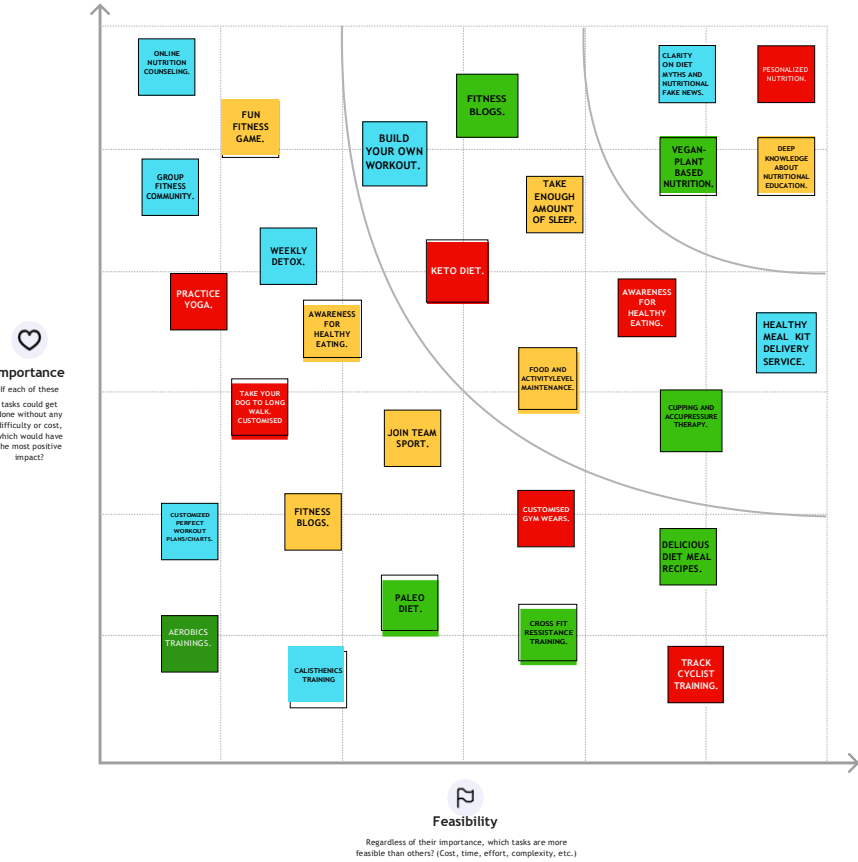 ONLINE
NUTRITION
COUNSELING.
FUN
FITNESS
GAME.
GROUP
FITNESS
COMMUNITY.
BUILD
YOUR OWN
WORKOUT.
FITNESS
BLOGS.
CLARITY
ON DIET
MYTHS AND
NUTRITIONAL
FAKE NEWS.
PESONALIZED
NUTRITION.
VEGAN-
PLANT
BASED
NUTRITION.
DEEP
KNOWLEDGE
ABOUT
NUTRITIONAL
EDUCATION.
TAKE
ENOUGH
AMOUNT
OF SLEEP.
WEEKLY
DETOX.
KETO DIET.
PRACTICE
YOGA.
AWARENESS
FOR
HEALTHY
EATING.
AWARENESS
FOR
HEALTHY
EATING.
HEALTHY
MEAL KIT
DELIVERY
SERVICE.
mportance
If each of these
tasks could get
done without any
difficulty or cost,
which would have
the most positive
impact?
TAKE YOUR
DOG TO LONG
WALK.
CUSTOMISED
FOOD AND
ACTIVITYLEVEL
MAINTENANCE.
JOIN TEAM
SPORT.
CUPPING AND
ACCUPRESSURE
THERAPY.
CUSTOMIZED
PERFECT
WORKOUT
PLANS/CHARTS.
FITNESS
BLOGS.
CUSTOMISED
GYM WEARS.
DELICIOUS
DIET MEAL
RECIPES.
PALEO
DIET.
AEROBICS
TRAININGS.
CROSS FIT
RESSISTANCE
TRAINING.
CALISTHENICS
TRAINING
TRACK
CYCLIST
TRAINING.
Feasibility
Regardless of their importance, which tasks are more
feasible than others? (Cost, time, effort, complexity, etc.)